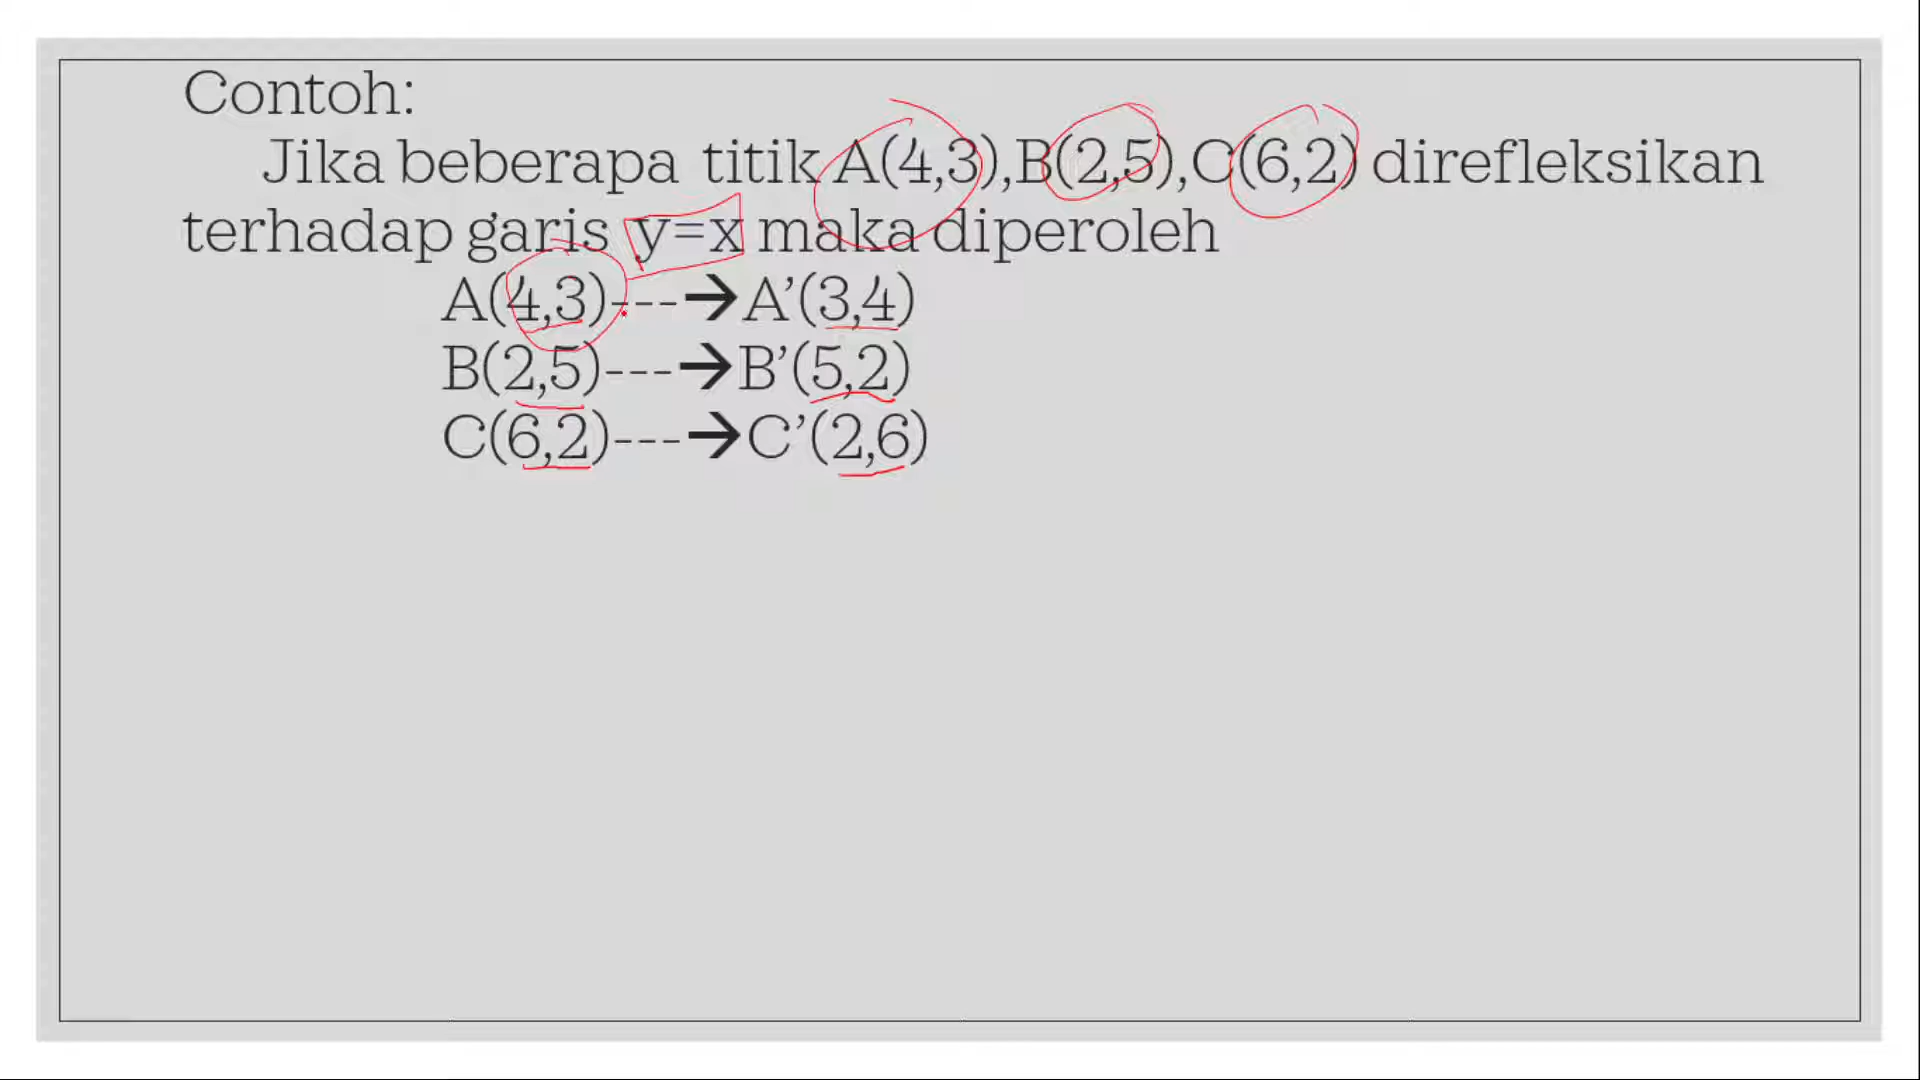 Contoh:
Jika beberapa titik A(4,3),B(2,5),C(6,2) direfleksikan
terhadap garis y=x maka diperoleh
A(4,3)---→A’(3,4)
B(2,5)---→B’(5,2)
C(6,2)---→C’(2,6)